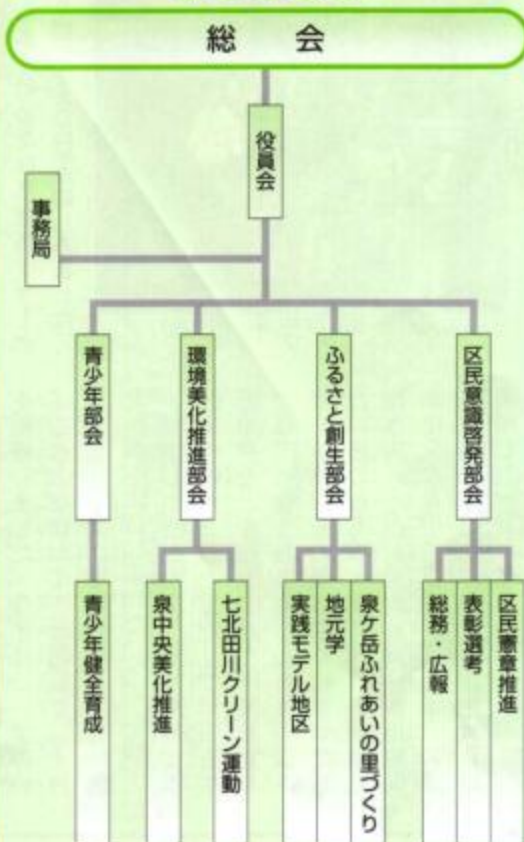 総会
役員会
事務局
区民意識啓発部会
ふるさと創生部会
環境美化推進部会
青少年部会
区民憲章推進
表彰選考
総務・広報
泉ケ岳ふれあいの里づくり
地元学
実践モデル地区
七北田川クリーン運動
泉中央美化推進
青少年健全育成